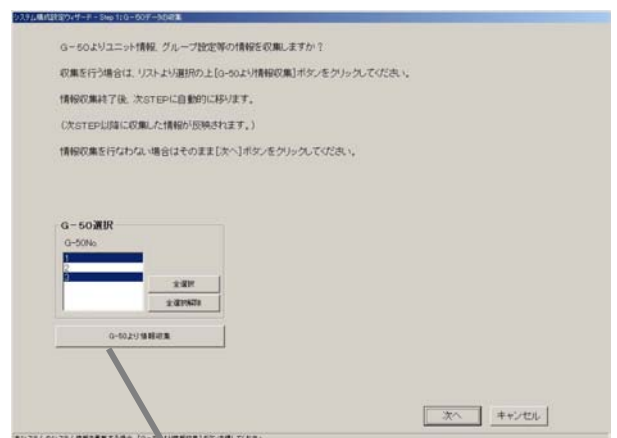 システム構成設定ウィザード - Step 1:G-50データの収集
G-50よりユニット情報、グループ設定等の情報を収集しますか?
収集を行う場合は、リストより選択の上[G-50より情報収集]ボタンをクリックしてください。
情報収集終了後、次STEPに自動的に移ります。
(次STEP以降に収集した情報が反映されます。)
情報収集を行なわない場合はそのまま[次へ]ボタンをクリックしてください。
G-50選択
G-50No.
1
2
全選択
全選択解除
G-50より情報収集
次へ
キャンセル